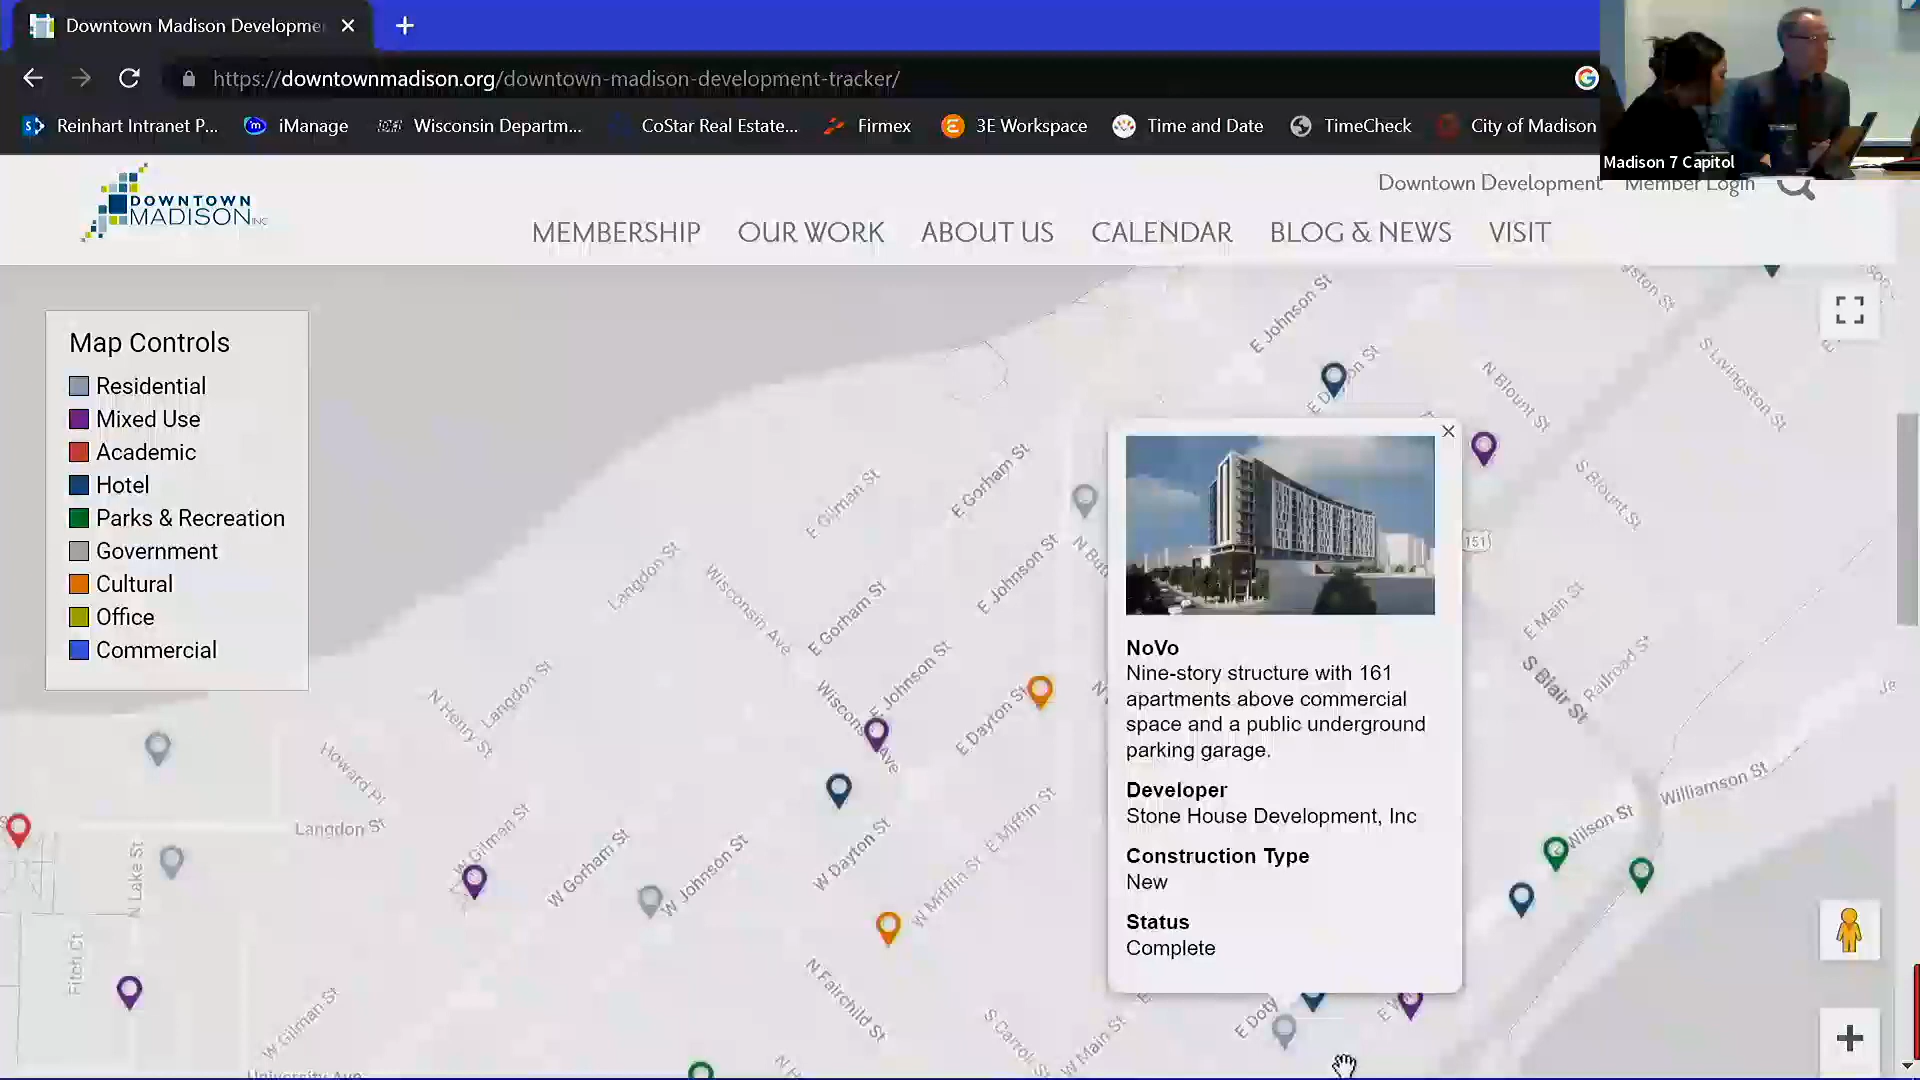 Downtown Madison Developme
https://downtownmadison.org/downtown-madison-development-tracker/
Reinhart Intranet P...
iManage
Wisconsin Departm...
CoStar Real Estate...
Firmex
3E Workspace
Time and Date
TimeCheck
City of Madison
Madison 7 Capitol
Downtown Development
Member Login
DOWNTOWN
MADISON INC
MEMBERSHIP
OUR WORK
ABOUT US
CALENDAR
BLOG & NEWS
VISIT
Map Controls
Residential
Mixed Use
Academic
Hotel
Parks & Recreation
Government
Cultural
Office
Commercial
E Johnson St
S Livingston St
N Blount St
S Blount St
E Gilman St
E Gorham St
151
Langdon St
Wisconsin Ave
E Johnson St
E Gorham St
E Main St
Railroad St
S Blair St
E Johnson St
E Dayton St
N Henry St
Langdon St
Howard Pl
Langdon St
W Gilman St
W Gorham St
W Johnson St
W Dayton St
E Mifflin St
W Mifflin St
Williamson St
Wilson St
N Lake St
Fitch Ct
W Gilman St
N Fairchild St
W Main St
E Doty
University Ave
NoVo
Nine-story structure with 161
apartments above commercial
space and a public underground
parking garage.
Developer
Stone House Development, Inc
Construction Type
New
Status
Complete